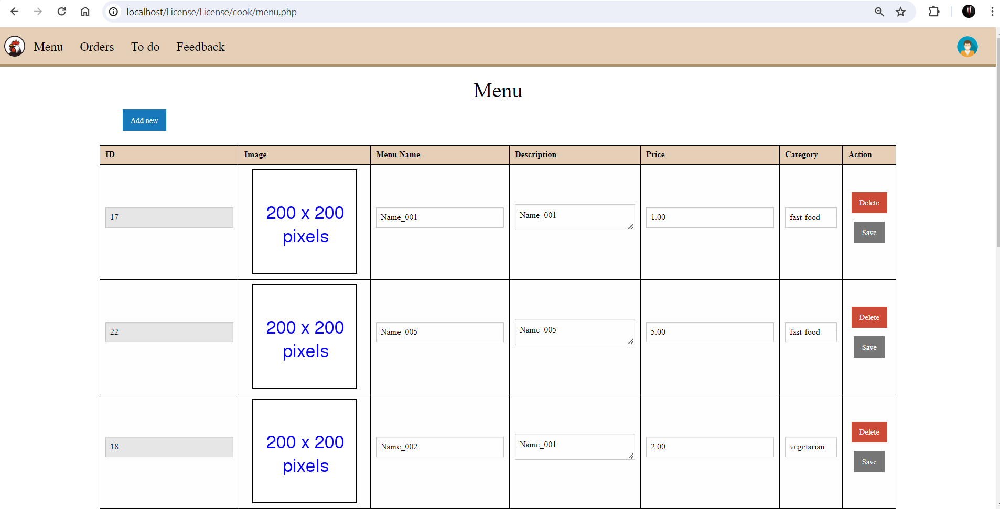 localhost/License/License/cook/menu.php
Menu Orders To do Feedback
Menu
Add new
ID Image Menu Name Description Price Category Action
17 200 x 200 pixels Name_001 Name_001 1.00 fast-food Delete Save
22 200 x 200 pixels Name_005 Name_005 5.00 fast-food Delete Save
18 200 x 200 pixels Name_002 Name_001 2.00 vegetarian Delete Save